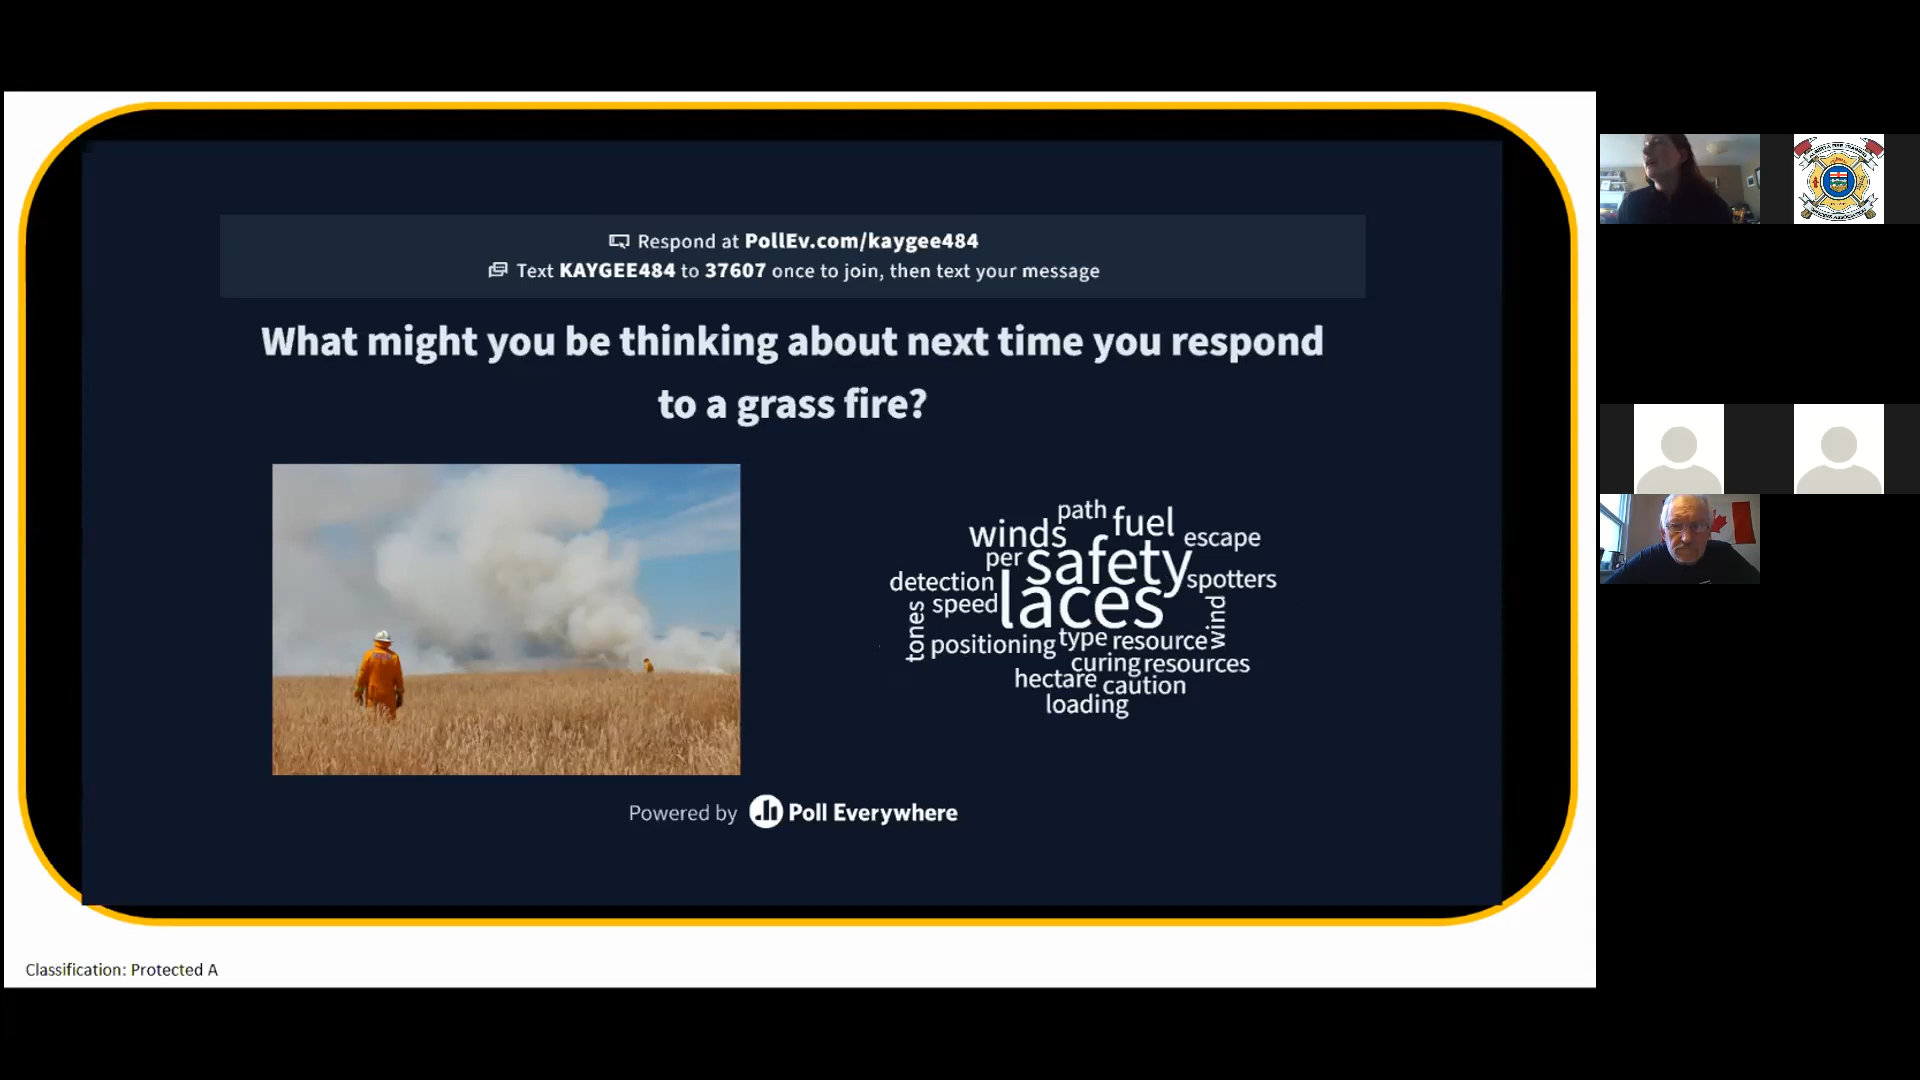 Respond at PollEv.com/kaygee484
Text KAYGEE484 to 37607 once to join, then text your message
What might you be thinking about next time you respond
to a grass fire?
path
fuel
winds
escape
per
safety
detection
spotters
speed
laces
tones
wind
positioning
type
resource
curing
resources
hectare
caution
loading
Powered by Poll Everywhere
Classification: Protected A